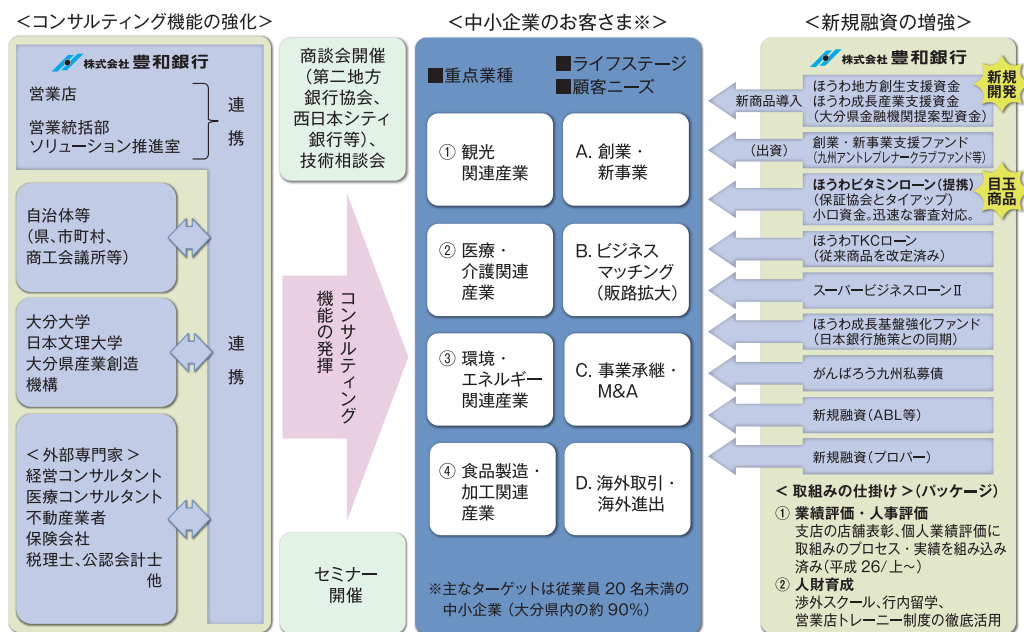 <コンサルティング機能の強化>
株式会社 豊和銀行
営業店
営業統括部
ソリューション推進室
連携
自治体等
(県、市町村、
商工会議所等)
大分大学
日本文理大学
大分県産業創造
機構
連携
<外部専門家>
経営コンサルタント
医療コンサルタント
不動産業者
保険会社
税理士、公認会計士
他
商談会開催
(第二地方
銀行協会、
西日本シティ
銀行等)、
技術相談会
コンサルティング
機能の発揮
セミナー
開催
<中小企業のお客さま※>
■重点業種
■ライフステージ
■顧客ニーズ
① 観光
関連産業
A. 創業・
新事業
② 医療・
介護関連
産業
B. ビジネス
マッチング
(販路拡大)
③ 環境・
エネルギー
関連産業
C. 事業承継・
M&A
④ 食品製造・
加工関連
産業
D. 海外取引・
海外進出
※主なターゲットは従業員 20 名未満の
中小企業 (大分県内の約 90%)
<新規融資の増強>
株式会社 豊和銀行
新規
開発
新商品導入
ほうわ地方創生支援資金
ほうわ成長産業支援資金
(大分県金融機関提案型資金)
(出資)
創業・新事業支援ファンド
(九州アントレプレナークラブファンド等)
目玉
商品
ほうわビタミンローン(提携)
(保証協会とタイアップ)
小口資金。迅速な審査対応。
ほうわTKCローン
(従来商品を改定済み)
スーパービジネスローンⅡ
ほうわ成長基盤強化ファンド
(日本銀行施策との同期)
がんばろう九州私募債
新規融資(ABL等)
新規融資(プロパー)
<取組みの仕掛け>(パッケージ)
① 業績評価・人事評価
支店の店舗表彰、個人業績評価に
取組みのプロセス・実績を組み込み
済み(平成 26/上〜)
② 人財育成
渉外スクール、行内留学、
営業店トレーニー制度の徹底活用